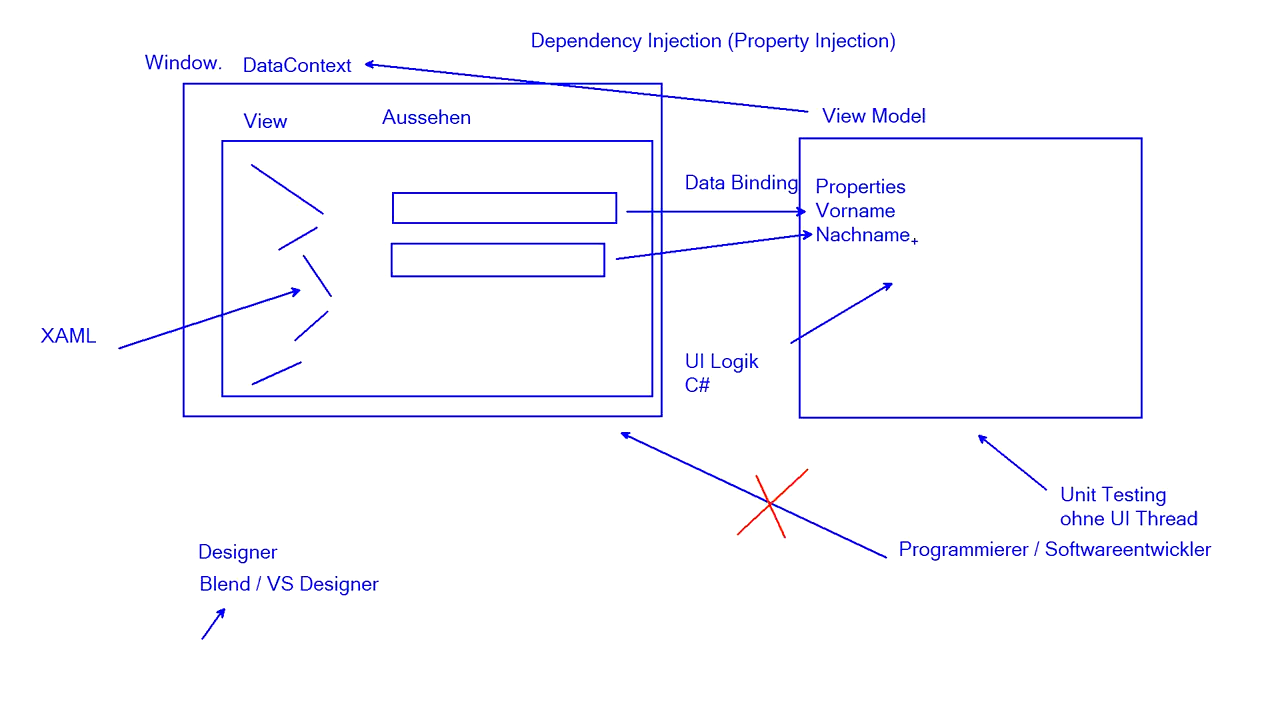 Dependency Injection (Property Injection)
Window. DataContext
View Model
View Aussehen
Data Binding
Properties
Vorname
Nachname
XAML
UI Logik
C#
Unit Testing
ohne UI Thread
Programmierer / Softwareentwickler
Designer
Blend / VS Designer